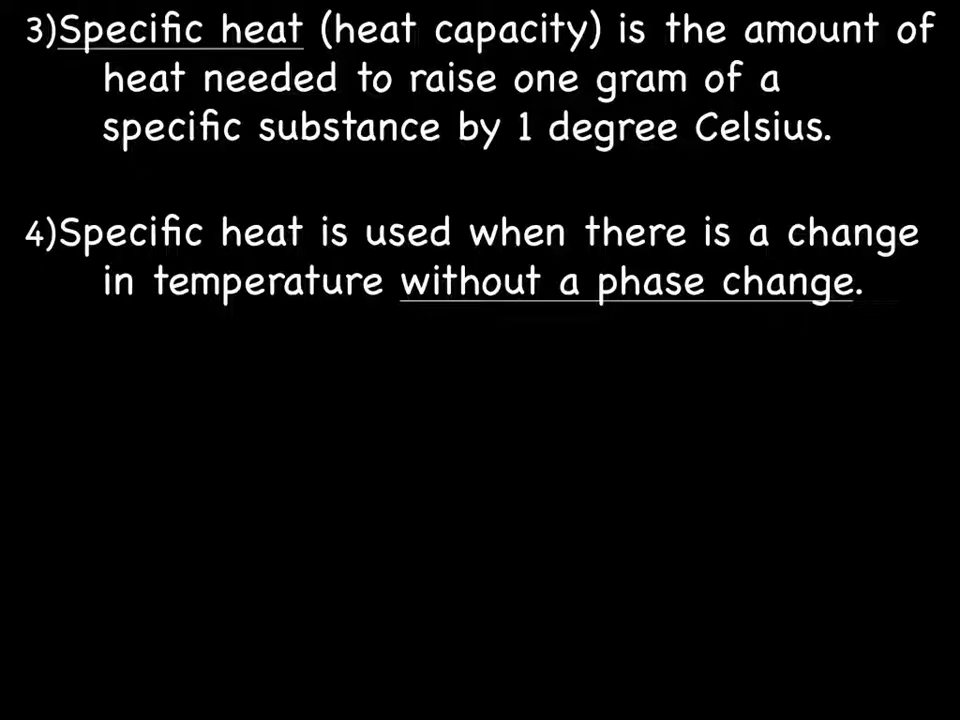 3)Specific heat (heat capacity) is the amount of
heat needed to raise one gram of a
specific substance by 1 degree Celsius.
4)Specific heat is used when there is a change
in temperature without a phase change.